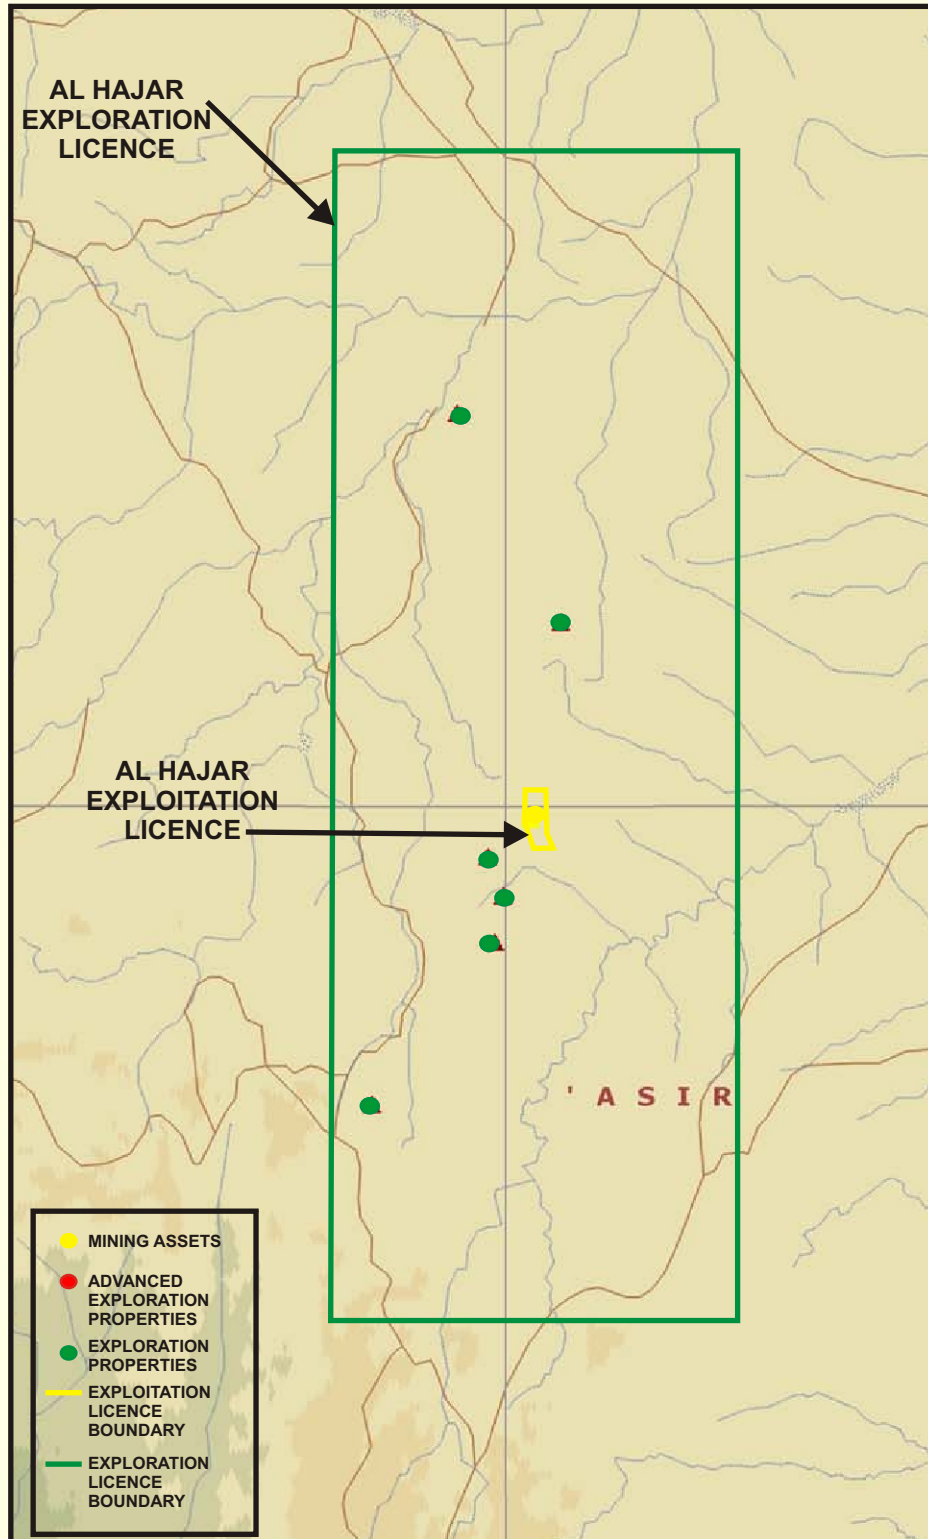 AL HAJAR
EXPLORATION
LICENCE
AL HAJAR
EXPLOITATION
LICENCE
' A S I R
MINING ASSETS
ADVANCED
EXPLORATION
PROPERTIES
EXPLORATION
PROPERTIES
EXPLOITATION
LICENCE
BOUNDARY
EXPLORATION
LICENCE
BOUNDARY